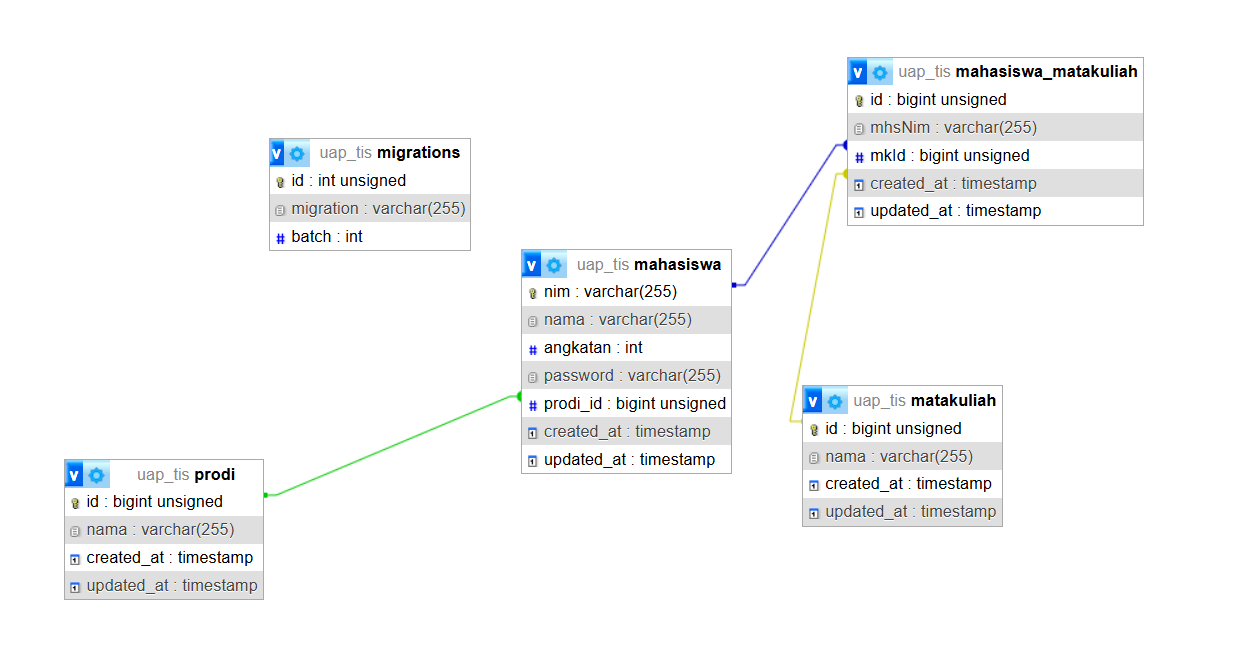 uap_tis mahasiswa_matakuliah
id : bigint unsigned
mhsNim : varchar(255)
mkId : bigint unsigned
created_at : timestamp
updated_at : timestamp
uap_tis migrations
id : int unsigned
migration : varchar(255)
batch : int
uap_tis mahasiswa
nim : varchar(255)
nama : varchar(255)
angkatan : int
password : varchar(255)
prodi_id : bigint unsigned
created_at : timestamp
updated_at : timestamp
uap_tis matakuliah
id : bigint unsigned
nama : varchar(255)
created_at : timestamp
updated_at : timestamp
uap_tis prodi
id : bigint unsigned
nama : varchar(255)
created_at : timestamp
updated_at : timestamp